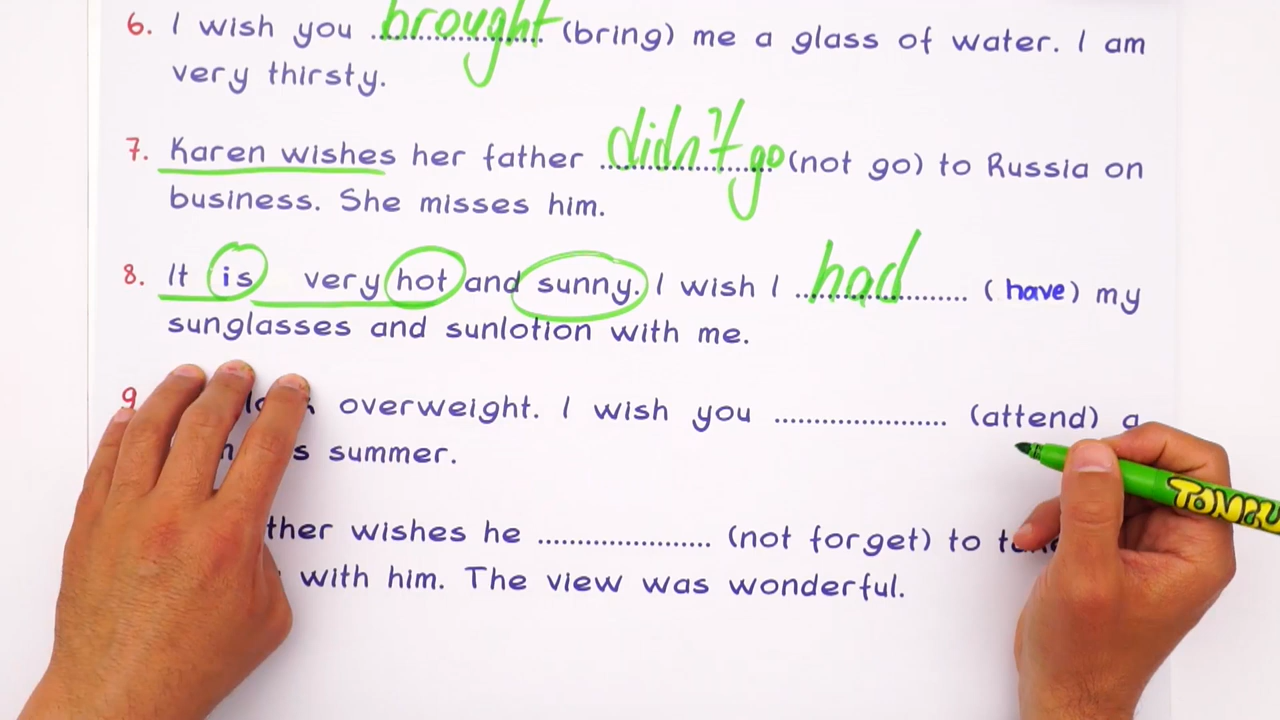 6. I wish you brought (bring) me a glass of water. I am
very thirsty.
7. Karen wishes her father didn't go (not go) to Russia on
business. She misses him.
8. It is very hot and sunny. I wish I had (have) my
sunglasses and sunlotion with me.
9. overweight. I wish you .................... (attend) a
summer.
wishes he .................... (not forget) to
with him. The view was wonderful.